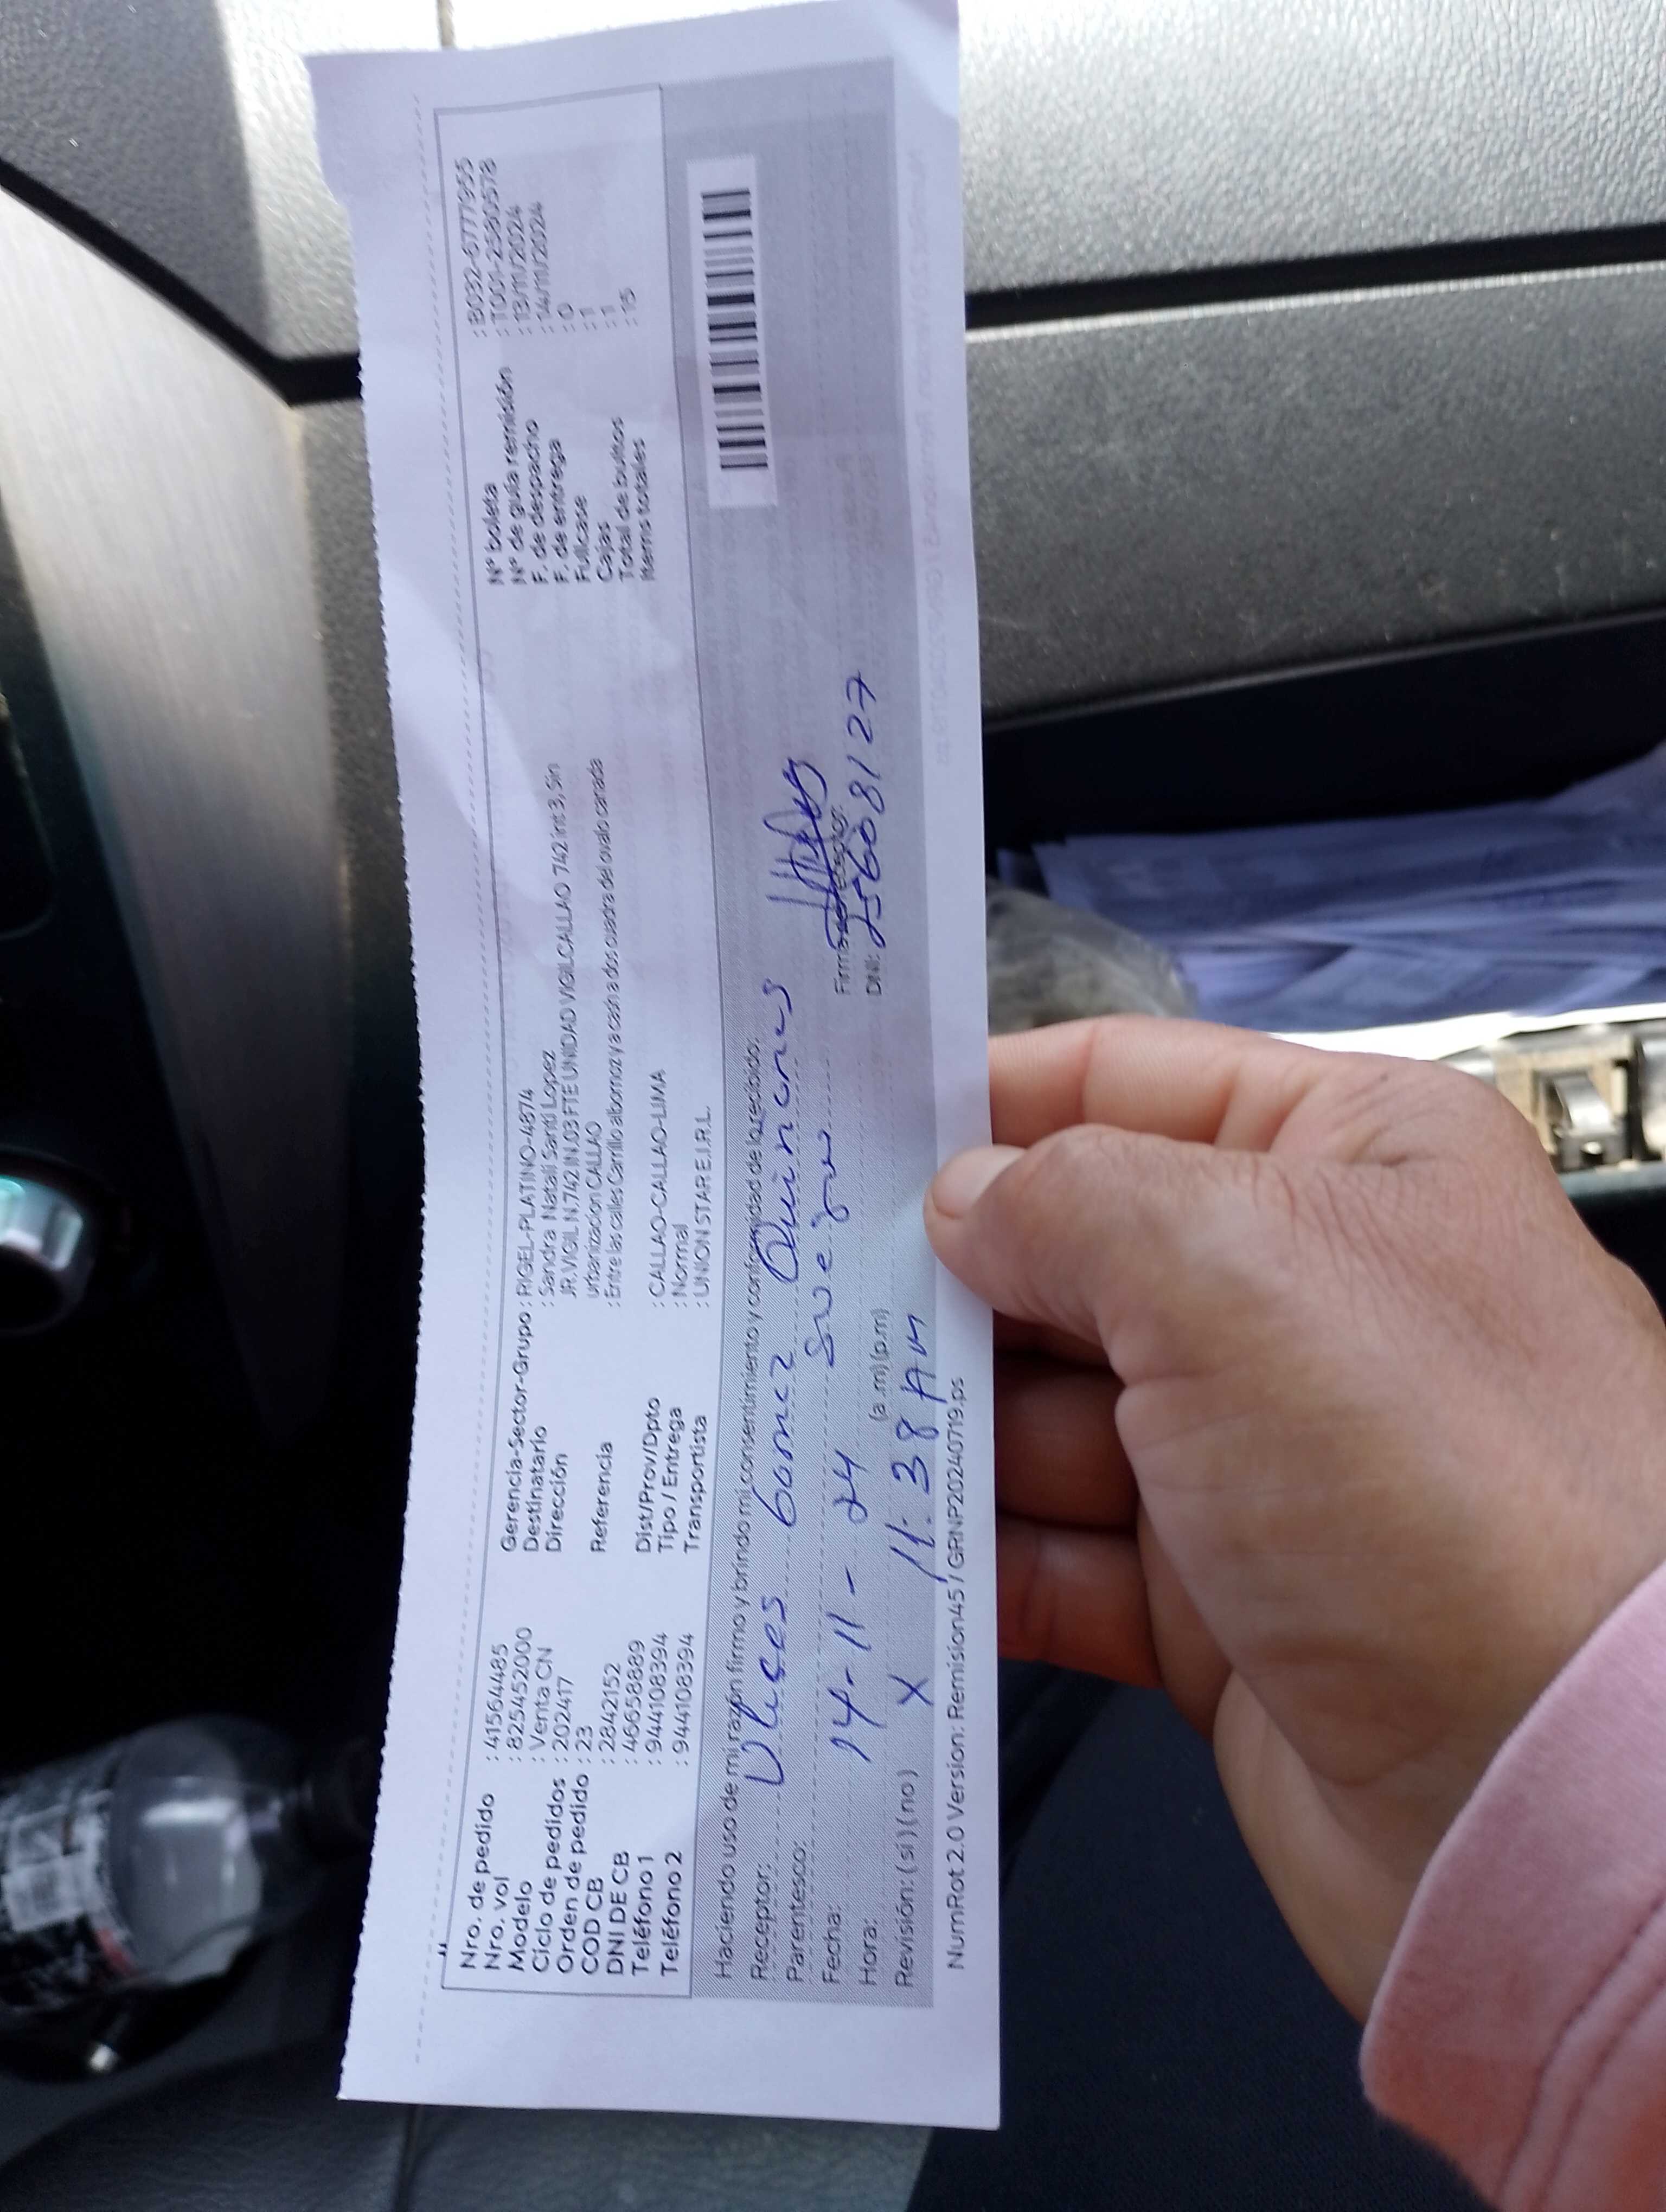 Nro. de pedido : 41564485
Nro. vol : 825452000
Modelo : Venta CN
Ciclo de pedidos : 202417
Orden de pedido : 23
COD CB : 2842152
DNI DE CB : 46658889
Teléfono 1 : 944108394
Teléfono 2 : 944108394
Gerencia-Sector-Grupo : RIGEL-PLATINO-4874
Destinatario : Sandra Natali Santi Lopez
Dirección JR.VIGIL N.742.IN.03 FTE UNIDAD VIGIL CALLAO 742 int 3, Sin
urbanizacion CALLAO
Referencia : Entre las calles Carrillo albornoz y a casi a dos cuadra del ovalo canada
Dist/Prov/Dpto : CALLAO-CALLAO-LIMA
Tipo / Entrega : Normal
Transportista : UNION STAR E.I.R.L.
N° boleta : B032-6777955
N° de guía remisión : T001-25890578
F. de despacho : 13/11/2024
F. de entrega : 14/11/2024
Fullcase : 0
Cajas : 1
Total de bultos : 1
Items totales : 15
Haciendo uso de mi razón firmo y brindo mi consentimiento y conformidad de lo recibido:
Receptor: Ulises Gomez Quinones
Parentesco: Suegro
Fecha: 14-11-24
Firma receptor:
Hora: (a.m) (p.m)
DNI: 25608127
Revisión: (si) (no) X 11:38 AM
NumRot 2.0 Version: Remision45 / GRNP20240719.ps